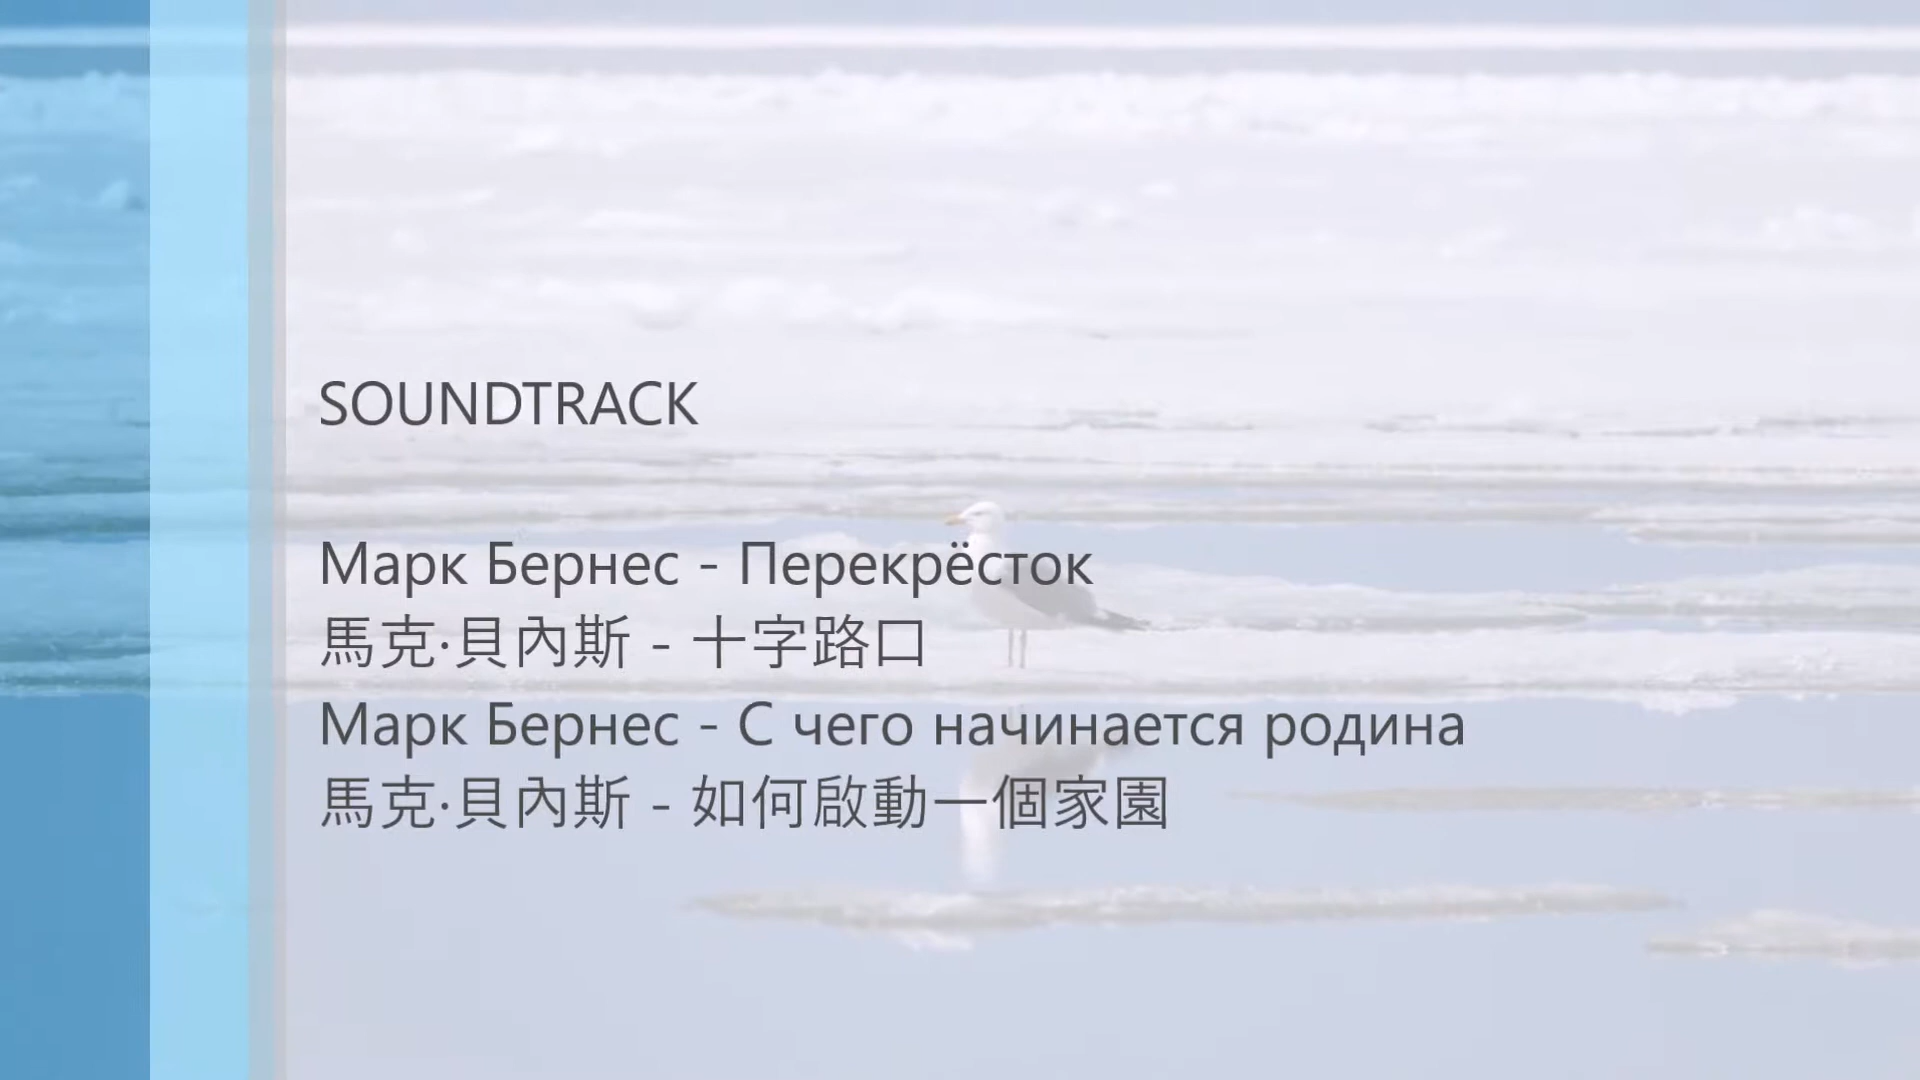 SOUNDTRACK
Марк Бернес - Перекрёсток
馬克·貝內斯 - 十字路口
Марк Бернес - С чего начинается родина
馬克·貝內斯 - 如何啟動一個家園